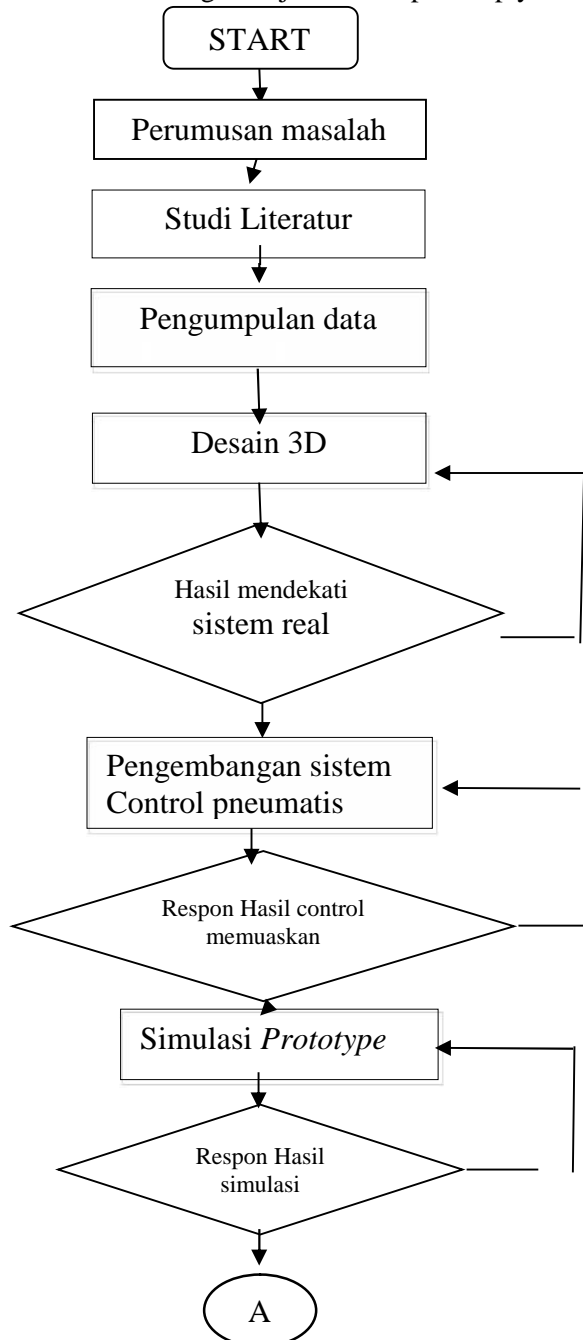 START
Perumusan masalah
Studi Literatur
Pengumpulan data
Desain 3D
Hasil mendekati
sistem real
Pengembangan sistem
Control pneumatis
Respon Hasil control
memuaskan
Simulasi Prototype
Respon Hasil
simulasi
A